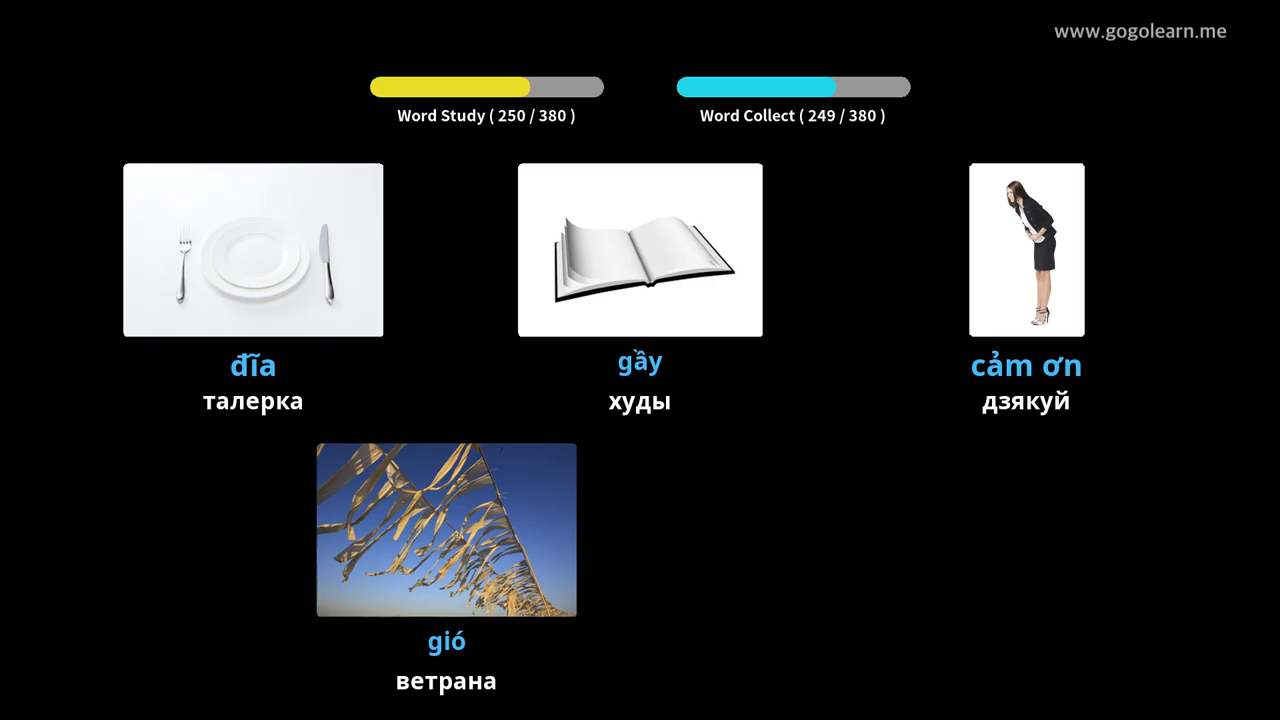 www.gogolearn.me
Word Study ( 250 / 380 )
Word Collect ( 249 / 380 )
đĩa
талерка
gầy
худы
cảm ơn
дзякуй
gió
ветрана